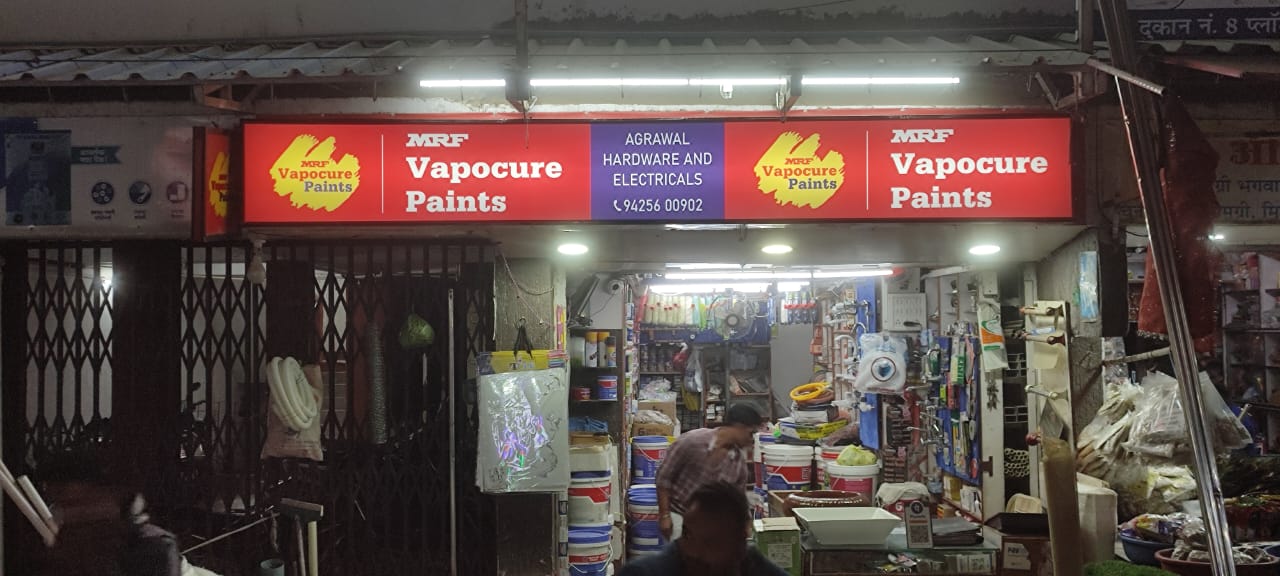 दुकान नं. 8 प्लॉ
MRF
Vapocure
Paints
MRF
Vapocure
Paints
AGRAWAL
HARDWARE AND
ELECTRICALS
94256 00902
MRF
Vapocure
Paints
MRF
Vapocure
Paints